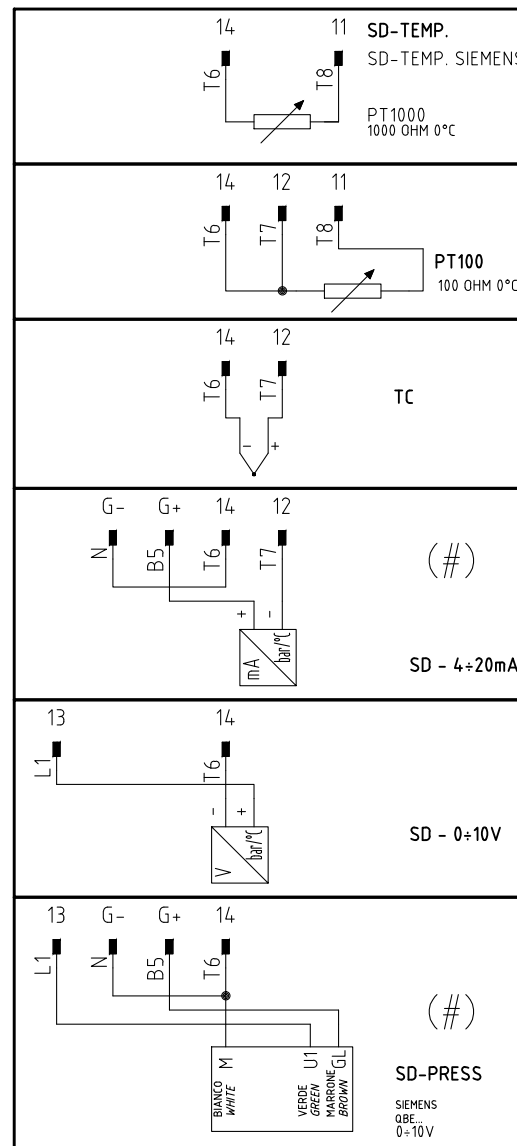 14 11 SD-TEMP.
SD-TEMP. SIEMENS
T6 T8
PT1000
1000 OHM 0°C
14 12 11
T6 T7 T8
PT100
100 OHM 0°C
14 12
T6 T7
TC
- +
G- G+ 14 12
N B5 T6 T7
(#)
+ -
mA bar/°C
SD - 4÷20mA
13 14
L1 T6
- +
V bar/°C
SD - 0÷10V
13 G- G+ 14
L1 N B5 T6
(#)
M U1 GL
BIANCO VERDE MARRONE
WHITE GREEN BROWN
SD-PRESS
SIEMENS
QBE...
0÷10V